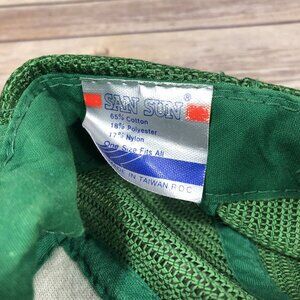 SAN SUN®
65% Cotton
18% Polyester
17% Nylon
One Size Fits All
MADE IN TAIWAN R.O.C